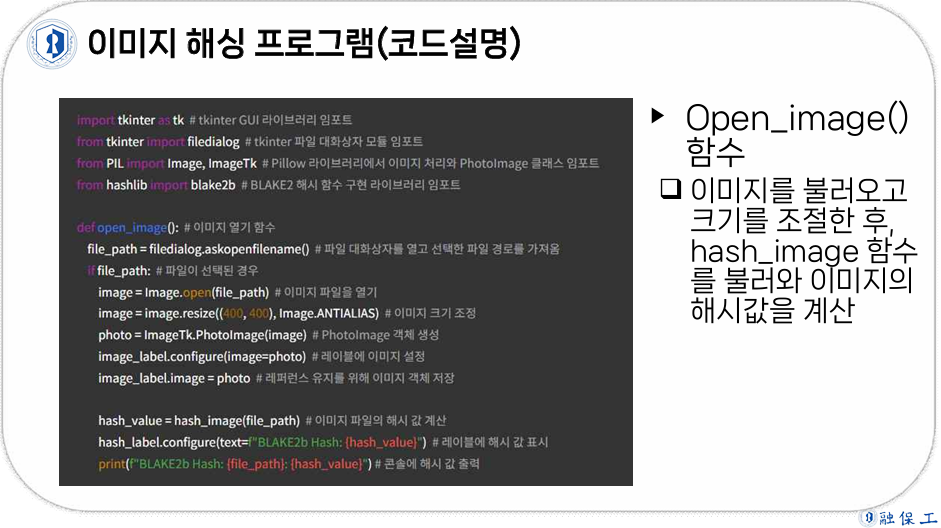 이미지 해싱 프로그램(코드설명)
import tkinter as tk # tkinter GUI 라이브러리 임포트
from tkinter import filedialog # tkinter 파일 대화상자 모듈 임포트
from PIL import Image, ImageTk # Pillow 라이브러리에서 이미지 처리와 PhotoImage 클래스 임포트
from hashlib import blake2b # BLAKE2 해시 함수 구현 라이브러리 임포트
def open_image(): # 이미지 열기 함수
file_path = filedialog.askopenfilename() # 파일 대화상자를 열고 선택한 파일 경로를 가져옴
if file_path: # 파일이 선택된 경우
image = Image.open(file_path) # 이미지 파일을 열기
image = image.resize((400, 400), Image.ANTIALIAS) # 이미지 크기 조정
photo = ImageTk.PhotoImage(image) # PhotoImage 객체 생성
image_label.configure(image=photo) # 레이블에 이미지 설정
image_label.image = photo # 레퍼런스 유지를 위해 이미지 객체 저장
hash_value = hash_image(file_path) # 이미지 파일의 해시 값 계산
hash_label.configure(text=f"BLAKE2b Hash: {hash_value}") # 레이블에 해시 값 표시
print(f"BLAKE2b Hash: {file_path}: {hash_value}") # 콘솔에 해시 값 출력
Open_image()
함수
이미지를 불러오고
크기를 조절한 후,
hash_image 함수
를 불러와 이미지의
해시값을 계산
融保工